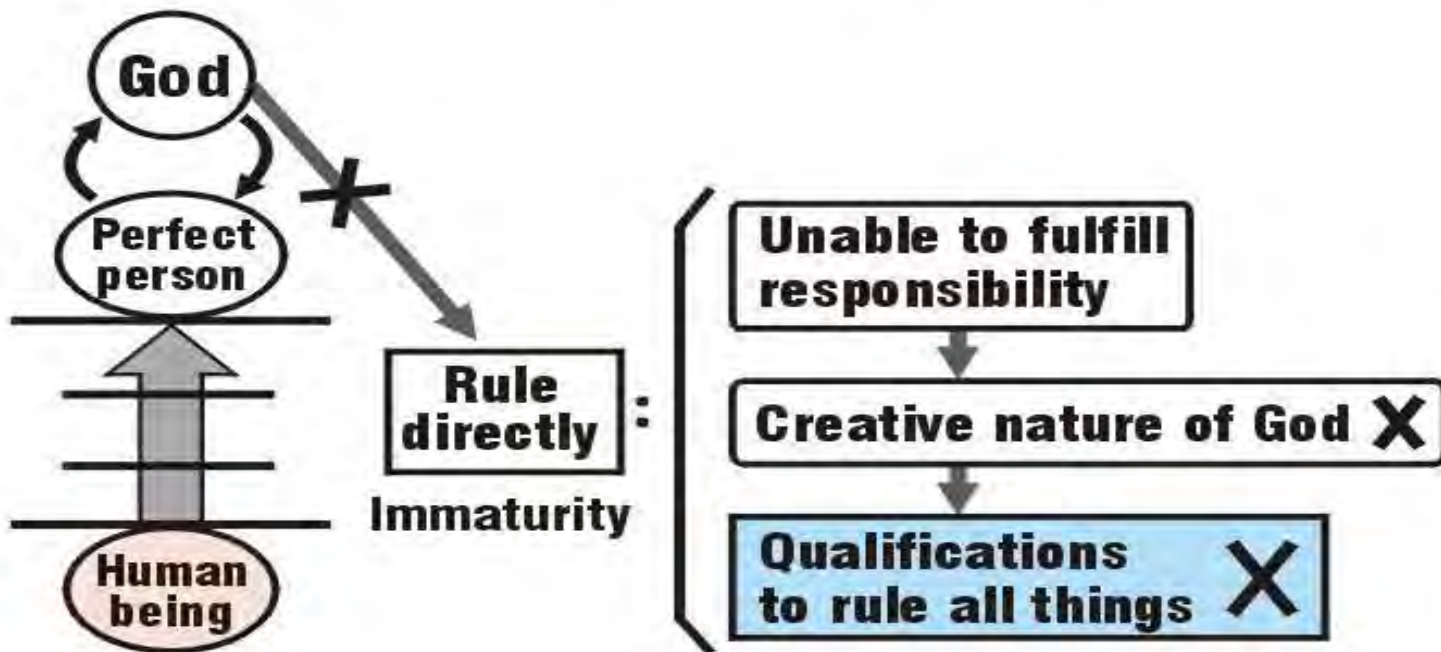 God
Perfect
person
Human
being
Rule
directly
:
Immaturity
Unable to fulfill
responsibility
Creative nature of God X
Qualifications
to rule all things X